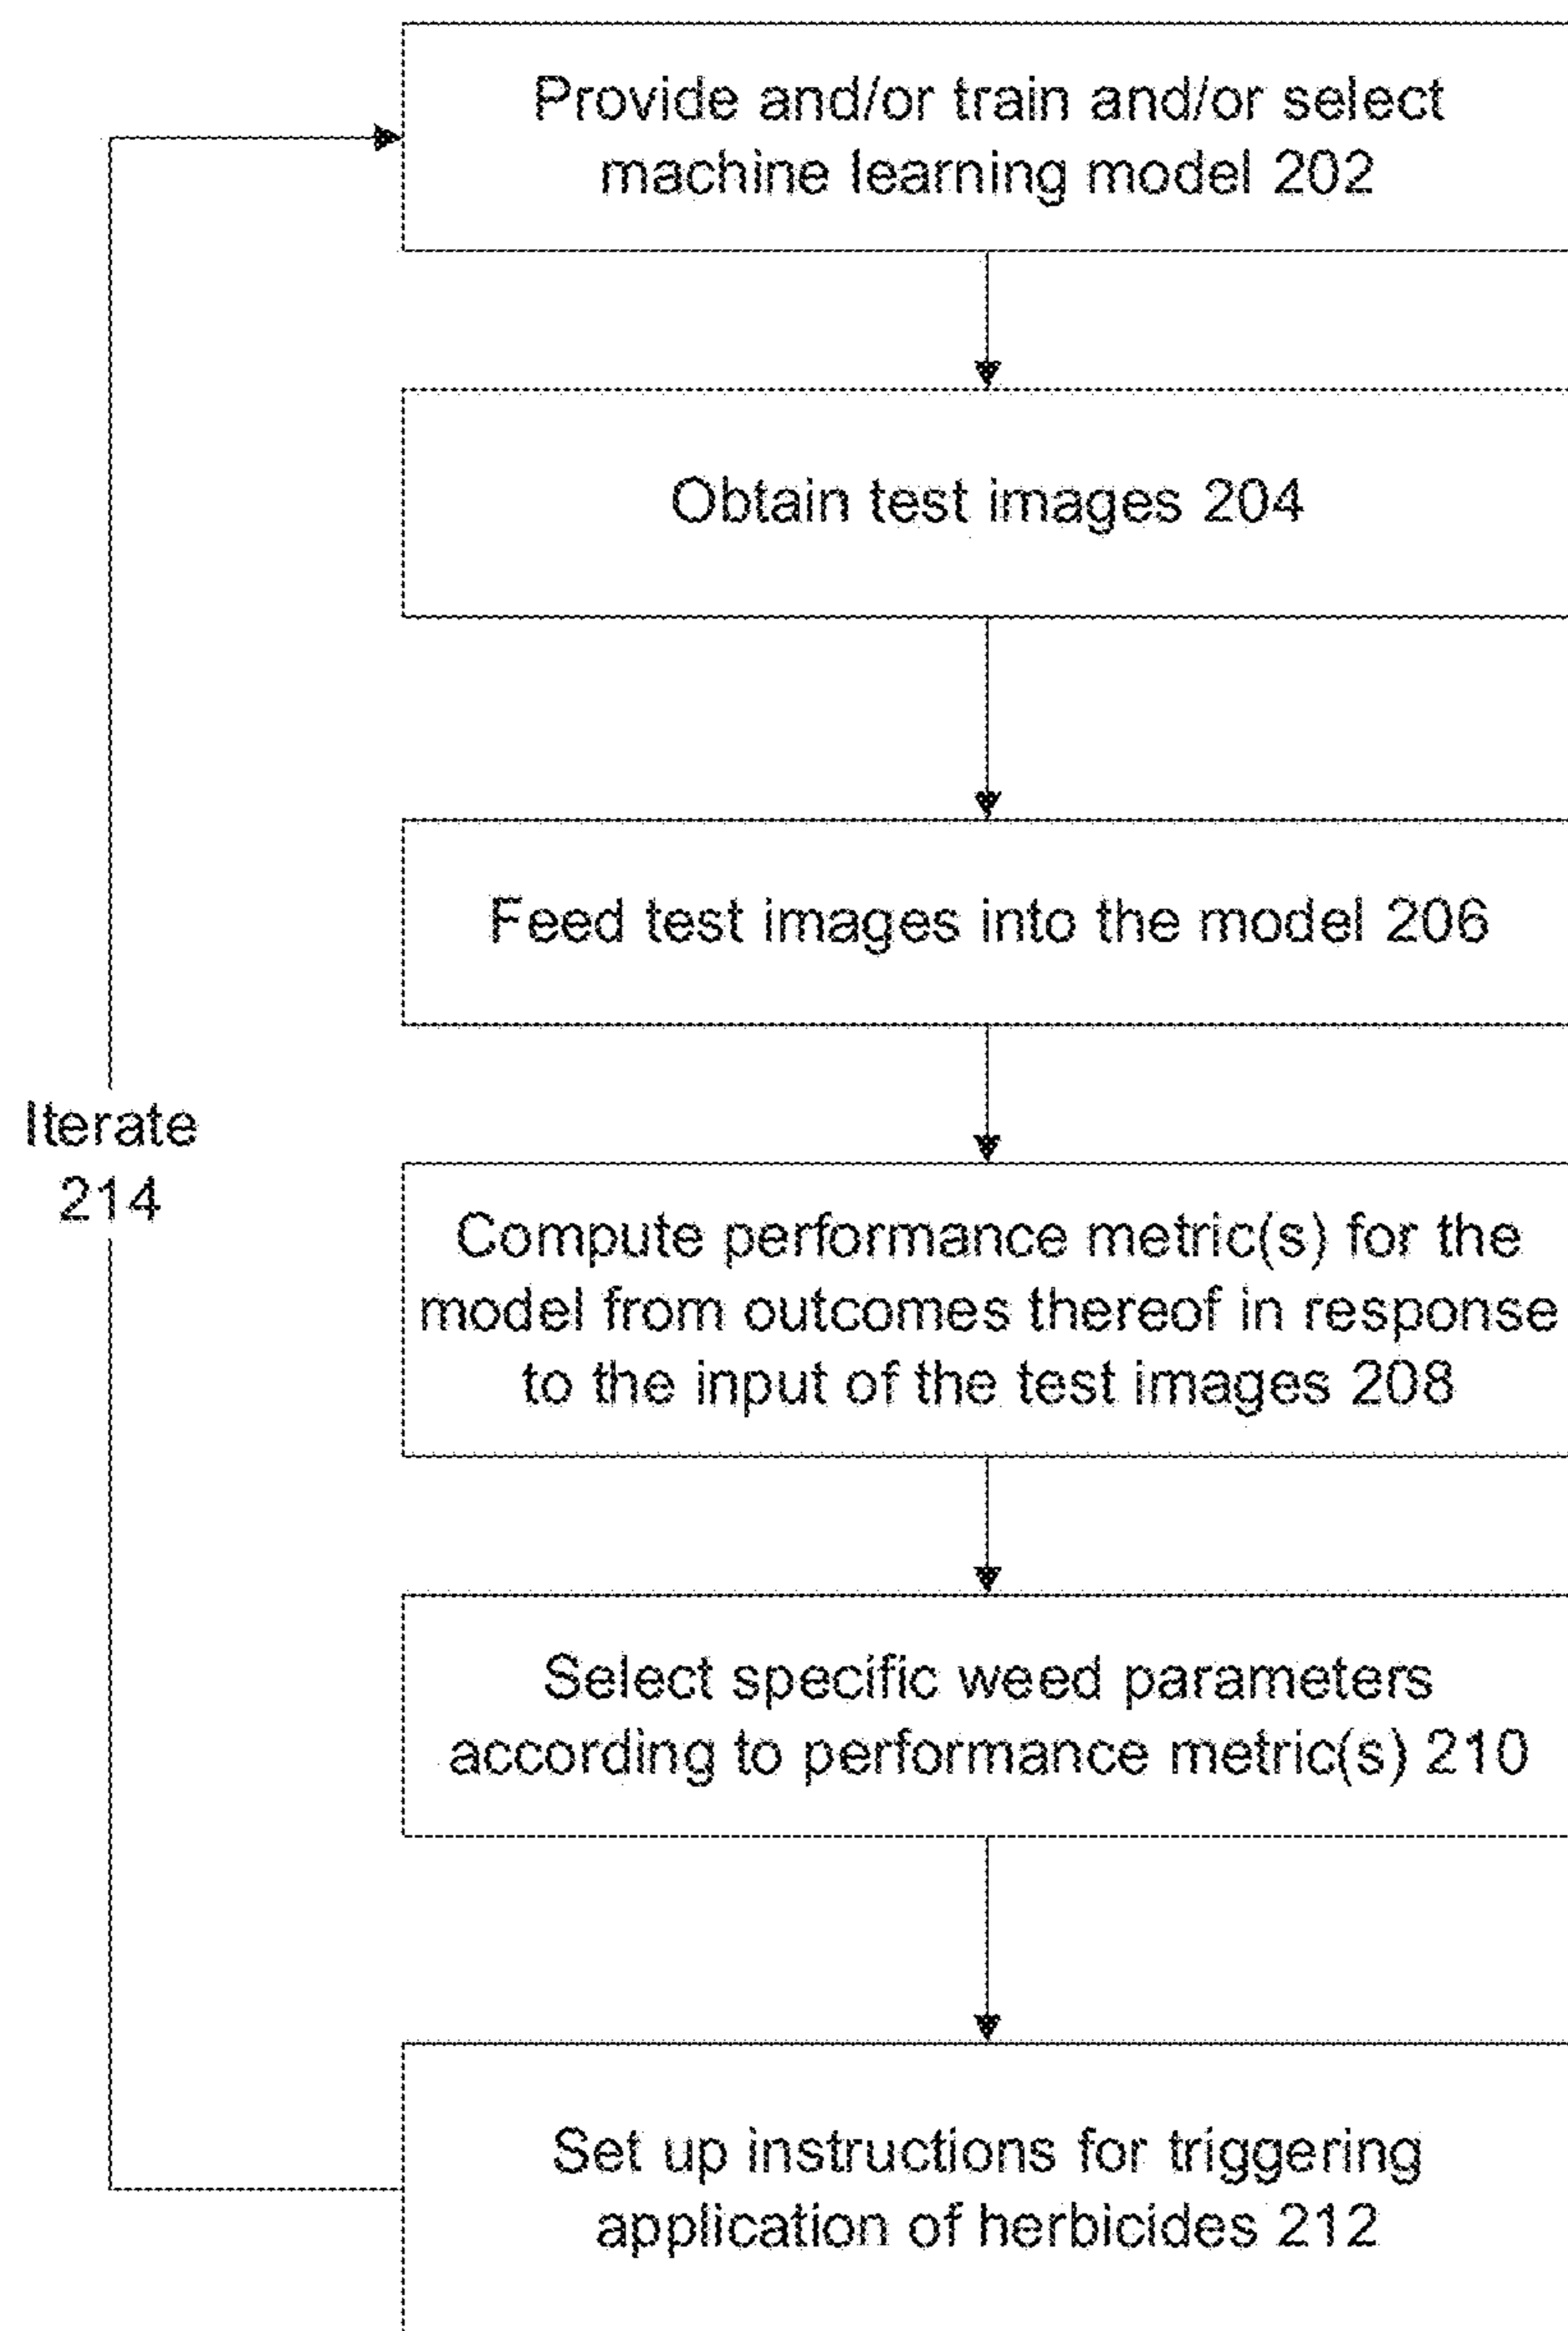 Provide and/or train and/or select
machine learning model 202
Obtain test images 204
Feed test images into the model 206
Iterate
214
Compute performance metric(s) for the
model from outcomes thereof in response
to the input of the test images 208
Select specific weed parameters
according to performance metric(s) 210
Set up instructions for triggering
application of herbicides 212